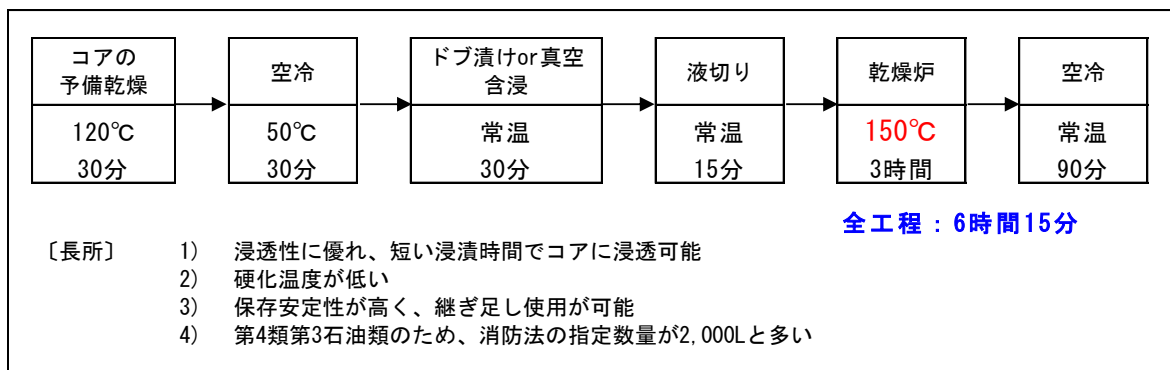 コアの
予備乾燥
120℃
30分
空冷
50℃
30分
ドブ漬けor真空
含浸
常温
30分
液切り
常温
15分
乾燥炉
150℃
3時間
空冷
常温
90分
全工程：6時間15分
〔長所〕 1) 浸透性に優れ、短い浸漬時間でコアに浸透可能
2) 硬化温度が低い
3) 保存安定性が高く、継ぎ足し使用が可能
4) 第4類第3石油類のため、消防法の指定数量が2,000Lと多い